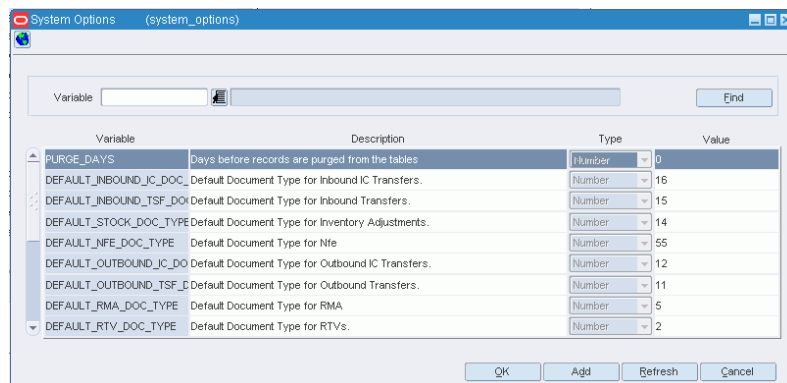 System Options (system_options)
Variable Find
Variable Description Type Value
PURGE_DAYS Days before records are purged from the tables Number 0
DEFAULT_INBOUND_IC_DOC_ Default Document Type for Inbound IC Transfers. Number 16
DEFAULT_INBOUND_TSF_DO Default Document Type for Inbound Transfers. Number 15
DEFAULT_STOCK_DOC_TYPE Default Document Type for Inventory Adjustments. Number 14
DEFAULT_NFE_DOC_TYPE Default Document Type for Nfe Number 55
DEFAULT_OUTBOUND_IC_DO Default Document Type for Outbound IC Transfers. Number 12
DEFAULT_OUTBOUND_TSF_D Default Document Type for Outbound Transfers. Number 11
DEFAULT_RMA_DOC_TYPE Default Document Type for RMA Number 5
DEFAULT_RTV_DOC_TYPE Default Document Type for RTVs. Number 2
OK Add Refresh Cancel